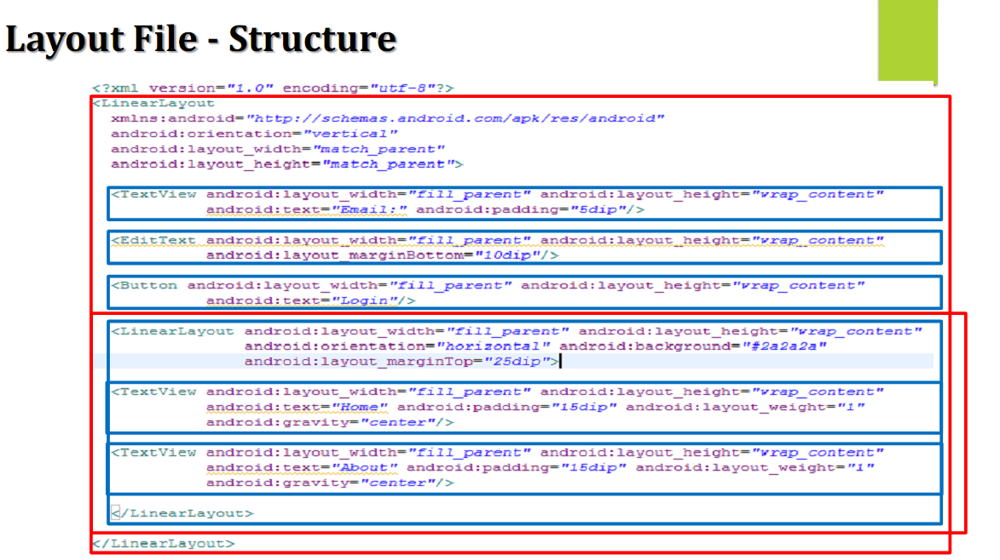 Layout File - Structure
<?xml version="1.0" encoding="utf-8"?>
<LinearLayout
xmlns:android="http://schemas.android.com/apk/res/android"
android:orientation="vertical"
android:layout_width="match_parent"
android:layout_height="match_parent">
<TextView android:layout_width="fill_parent" android:layout_height="wrap_content"
android:text="Email:" android:padding="5dip"/>
<EditText android:layout_width="fill_parent" android:layout_height="wrap_content"
android:layout_marginBottom="10dip"/>
<Button android:layout_width="fill_parent" android:layout_height="wrap_content"
android:text="Login"/>
<LinearLayout android:layout_width="fill_parent" android:layout_height="wrap_content"
android:orientation="horizontal" android:background="#2a2a2a"
android:layout_marginTop="25dip">
<TextView android:layout_width="fill_parent" android:layout_height="wrap_content"
android:text="Home" android:padding="15dip" android:layout_weight="1"
android:gravity="center"/>
<TextView android:layout_width="fill_parent" android:layout_height="wrap_content"
android:text="About" android:padding="15dip" android:layout_weight="1"
android:gravity="center"/>
</LinearLayout>
</LinearLayout>